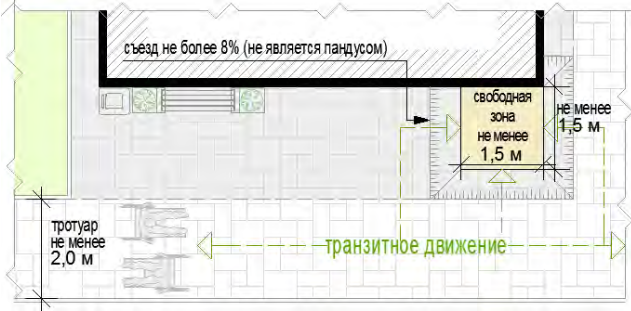 съезд не более 8% (не является пандусом)
свободная
зона
не менее
1,5 м
не менее
1,5 м
тротуар
не менее
2,0 м
транзитное движение